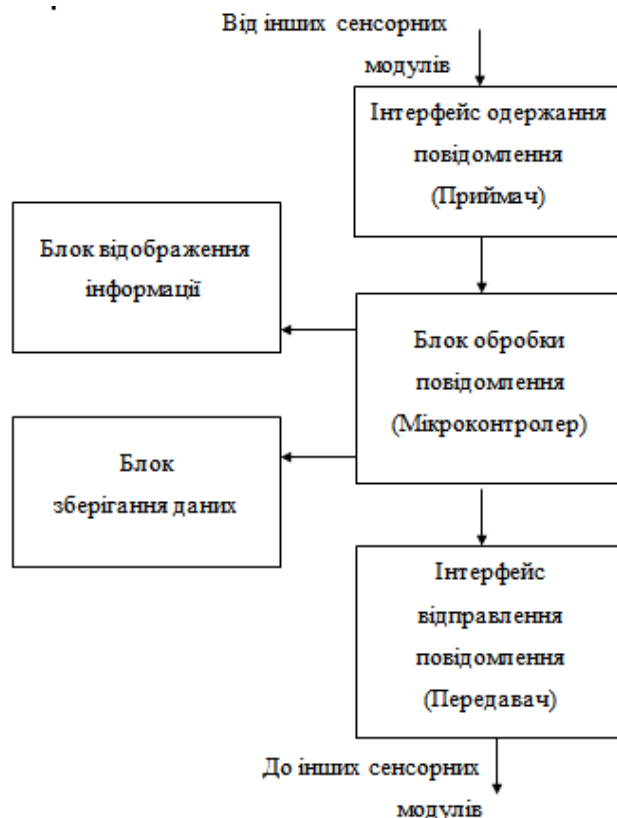 Від інших сенсорних
модулів
Інтерфейс одержання
повідомлення
(Приймач)
Блок відображення
інформації
Блок обробки
повідомлення
(Мікроконтролер)
Блок
зберігання даних
Інтерфейс
відправлення
повідомлення
(Передавач)
До інших сенсорних
модулів